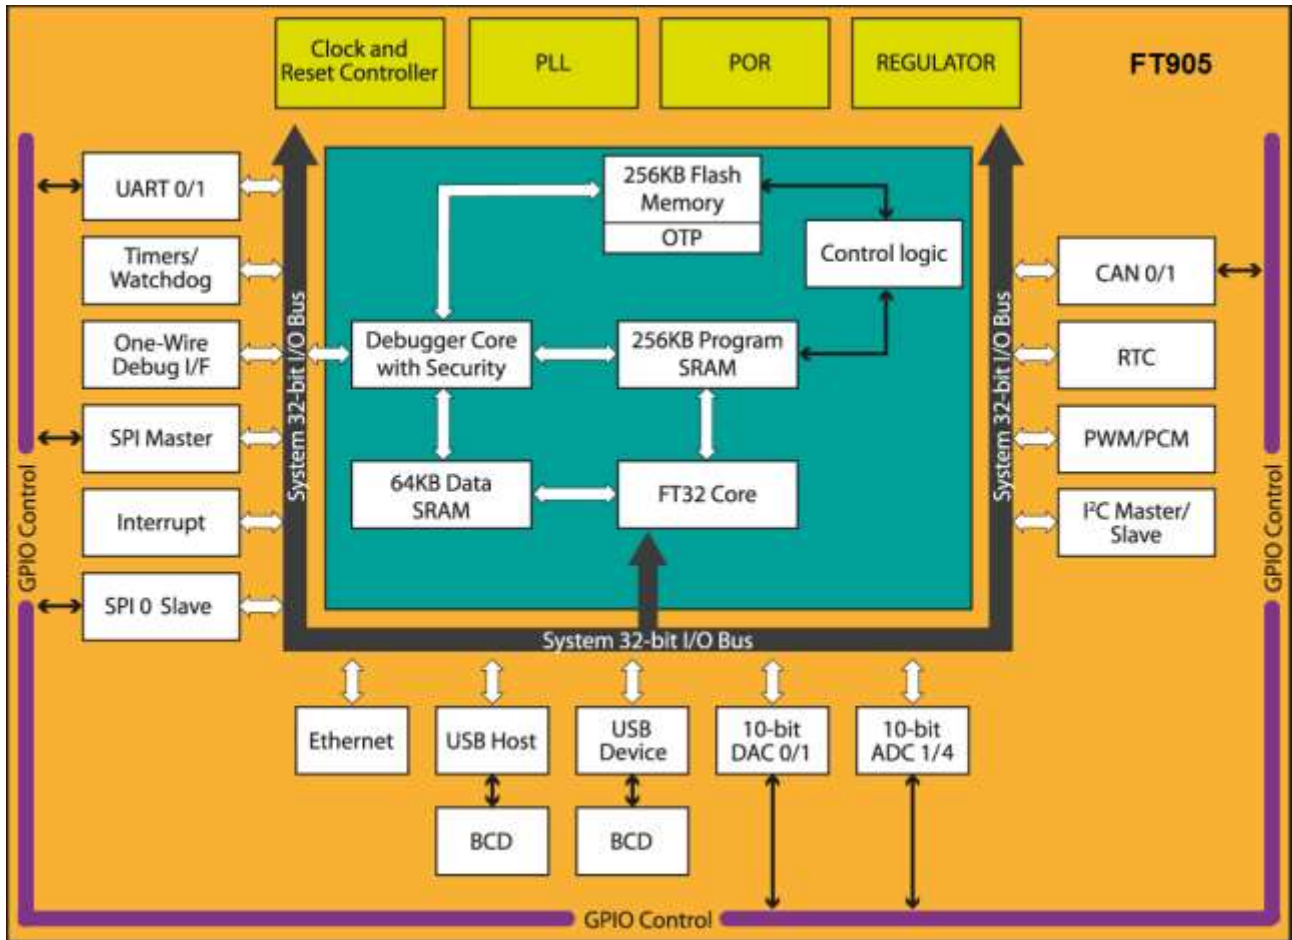 Clock and
Reset Controller
PLL
POR
REGULATOR
FT905
UART 0/1
Timers/
Watchdog
One-Wire
Debug I/F
SPI Master
Interrupt
SPI 0 Slave
GPIO Control
System 32-bit I/O Bus
256KB Flash
Memory
OTP
Control logic
Debugger Core
with Security
256KB Program
SRAM
64KB Data
SRAM
FT32 Core
System 32-bit I/O Bus
System 32-bit I/O Bus
CAN 0/1
RTC
PWM/PCM
I²C Master/
Slave
GPIO Control
Ethernet
USB Host
USB
Device
10-bit
DAC 0/1
10-bit
ADC 1/4
BCD
BCD
GPIO Control